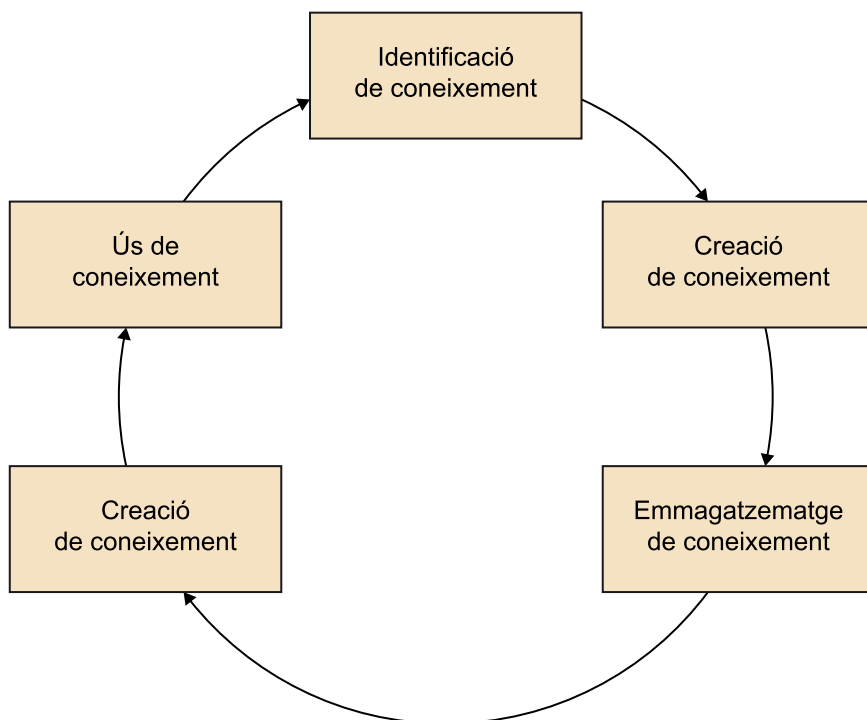 Identificació
de coneixement
Creació
de coneixement
Emmagatzematge
de coneixement
Creació
de coneixement
Ús de
coneixement